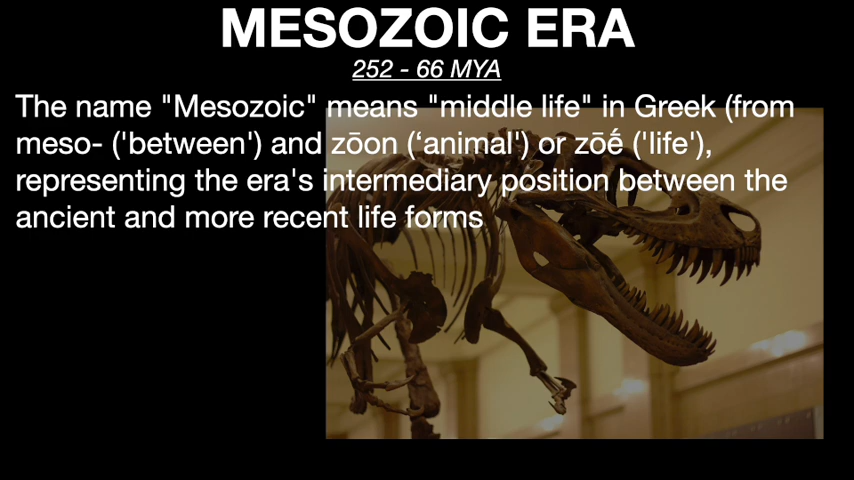 MESOZOIC ERA
252 - 66 MYA
The name "Mesozoic" means "middle life" in Greek (from
meso- ('between') and zōon (‘animal') or zōḗ ('life'),
representing the era's intermediary position between the
ancient and more recent life forms